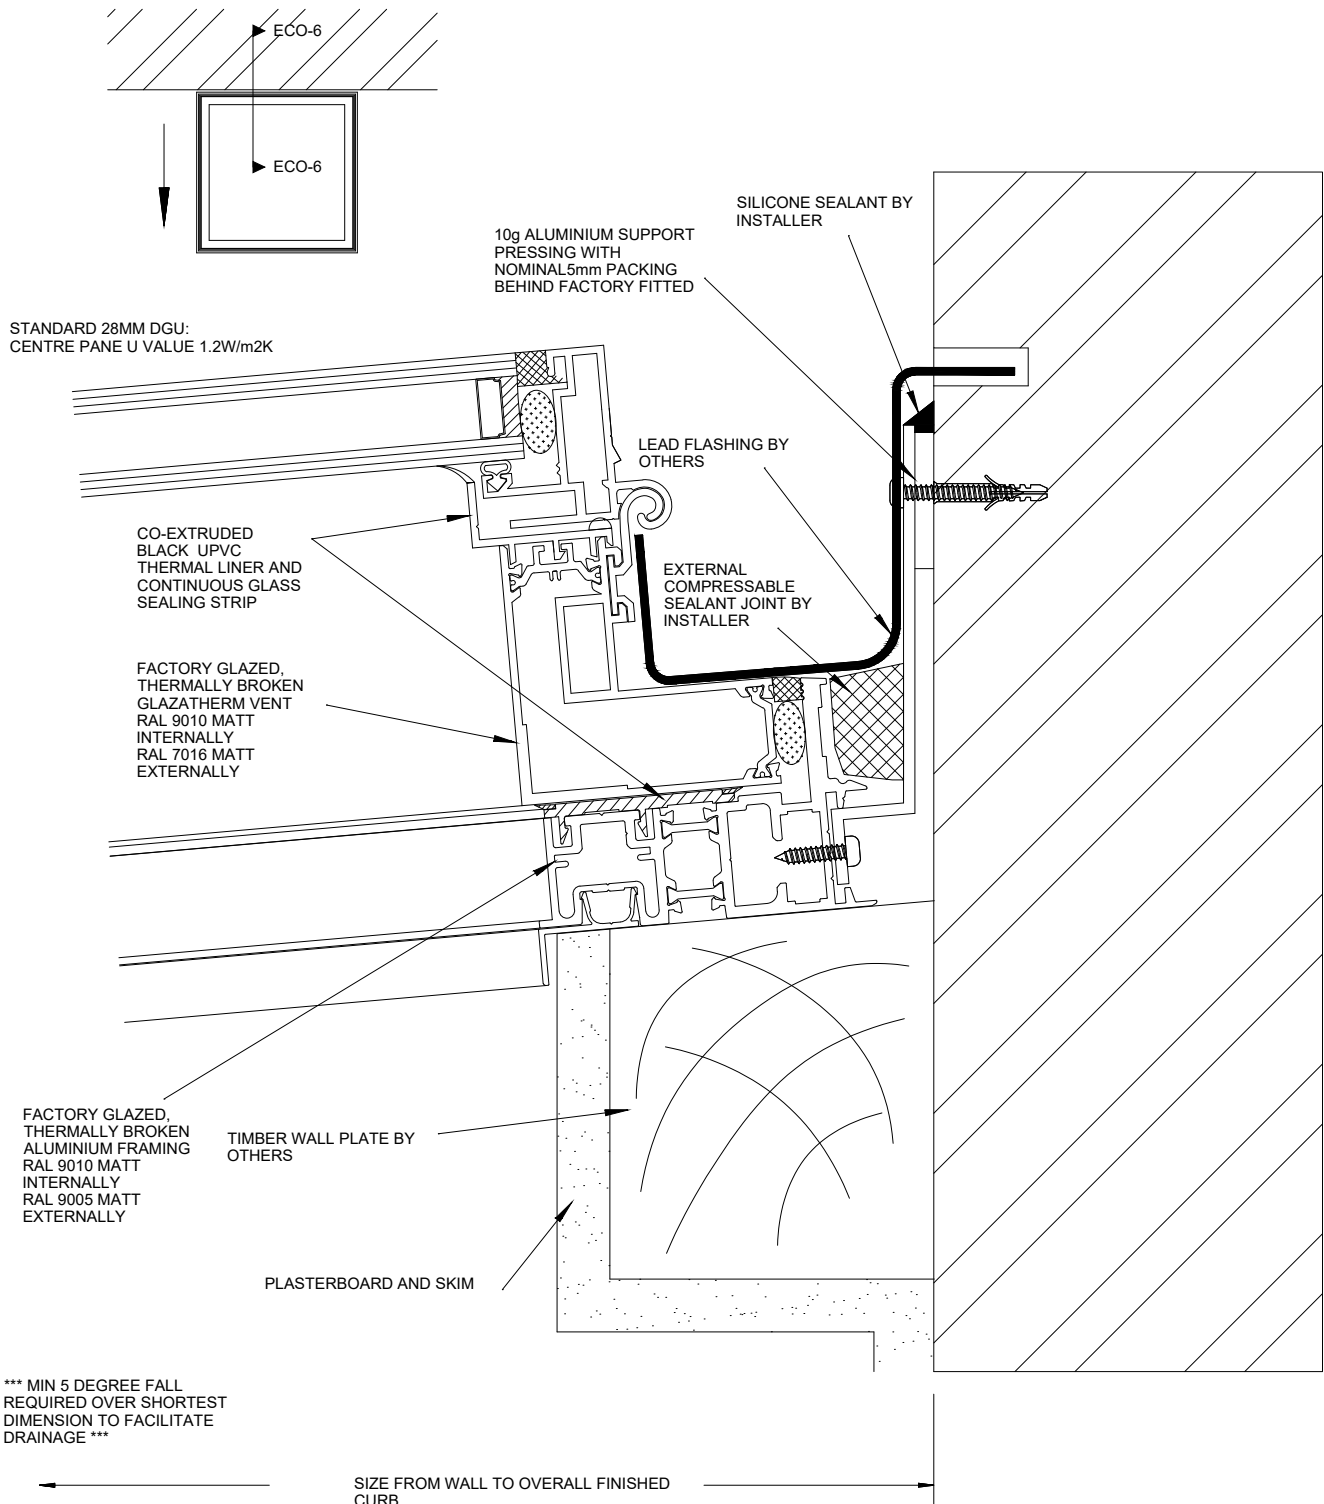 ECO-6
ECO-6
SILICONE SEALANT BY
INSTALLER
10g ALUMINIUM SUPPORT
PRESSING WITH
NOMINAL5mm PACKING
BEHIND FACTORY FITTED
STANDARD 28MM DGU:
CENTRE PANE U VALUE 1.2W/m2K
LEAD FLASHING BY
OTHERS
CO-EXTRUDED
BLACK UPVC
THERMAL LINER AND
CONTINUOUS GLASS
SEALING STRIP
EXTERNAL
COMPRESSABLE
SEALANT JOINT BY
INSTALLER
FACTORY GLAZED,
THERMALLY BROKEN
GLAZATHERM VENT
RAL 9010 MATT
INTERNALLY
RAL 7016 MATT
EXTERNALLY
FACTORY GLAZED,
THERMALLY BROKEN
ALUMINIUM FRAMING
RAL 9010 MATT
INTERNALLY
RAL 9005 MATT
EXTERNALLY
TIMBER WALL PLATE BY
OTHERS
PLASTERBOARD AND SKIM
*** MIN 5 DEGREE FALL
REQUIRED OVER SHORTEST
DIMENSION TO FACILITATE
DRAINAGE ***
SIZE FROM WALL TO OVERALL FINISHED
CURB